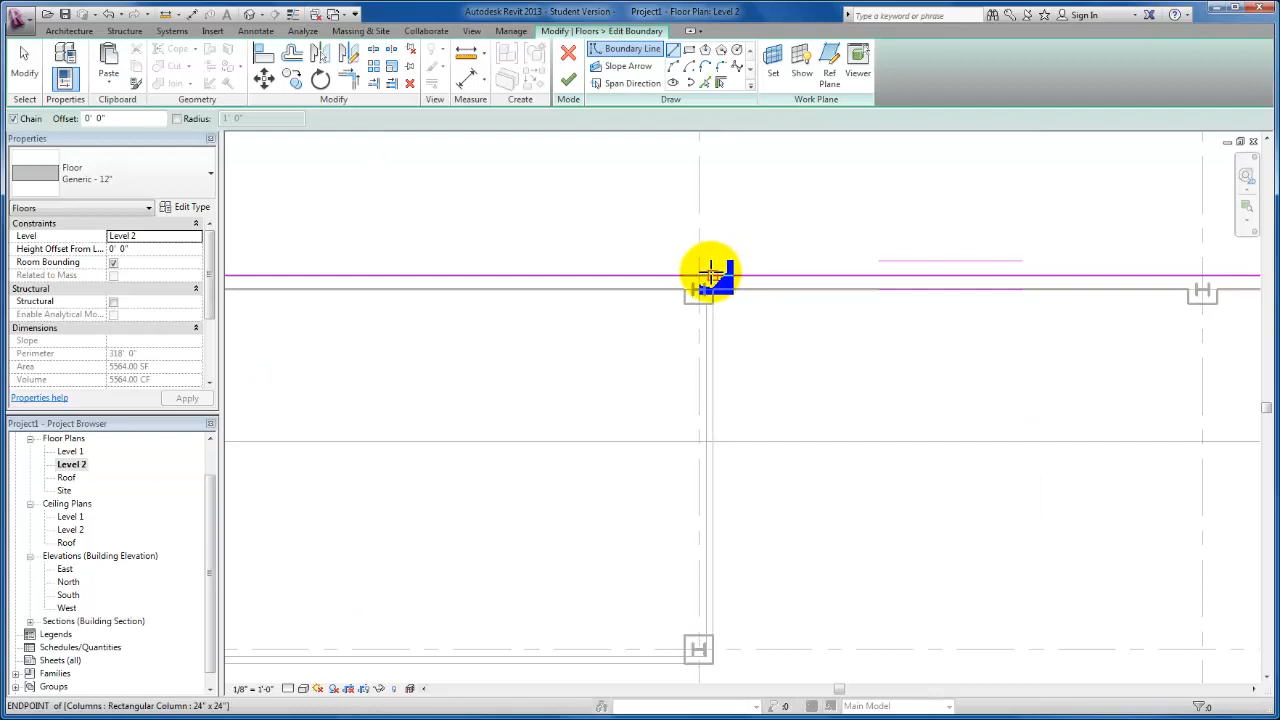 Autodesk Revit 2013 - Student Version - Project1 - Floor Plan: Level 2
Type a keyword or phrase
Sign In
Architecture Structure Systems Insert Annotate Analyze Massing & Site Collaborate View Manage Modify | Floors > Edit Boundary
Modify
Paste
Cope
Cut
Join
Boundary Line
Slope Arrow
Span Direction
Set
Show
Ref
Plane
Viewer
Select Properties Clipboard Geometry Modify View Measure Create Mode Draw Work Plane
Chain Offset: 0' 0" Radius: 1' 0"
Properties
Floor
Generic - 12"
Floors
Edit Type
Constraints
Level Level 2
Height Offset From L... 0' 0"
Room Bounding
Related to Mass
Structural
Structural
Enable Analytical Mo...
Dimensions
Slope
Perimeter 318' 0"
Area 5564.00 SF
Volume 5564.00 CF
Properties help
Apply
Project1 - Project Browser
Floor Plans
Level 1
Level 2
Roof
Site
Ceiling Plans
Level 1
Level 2
Roof
Elevations (Building Elevation)
East
North
South
West
Sections (Building Section)
Legends
Schedules/Quantities
Sheets (all)
Families
Groups
1/8" = 1'-0"
ENDPOINT of [Columns : Rectangular Column : 24" x 24"]
:0
Main Model
:0